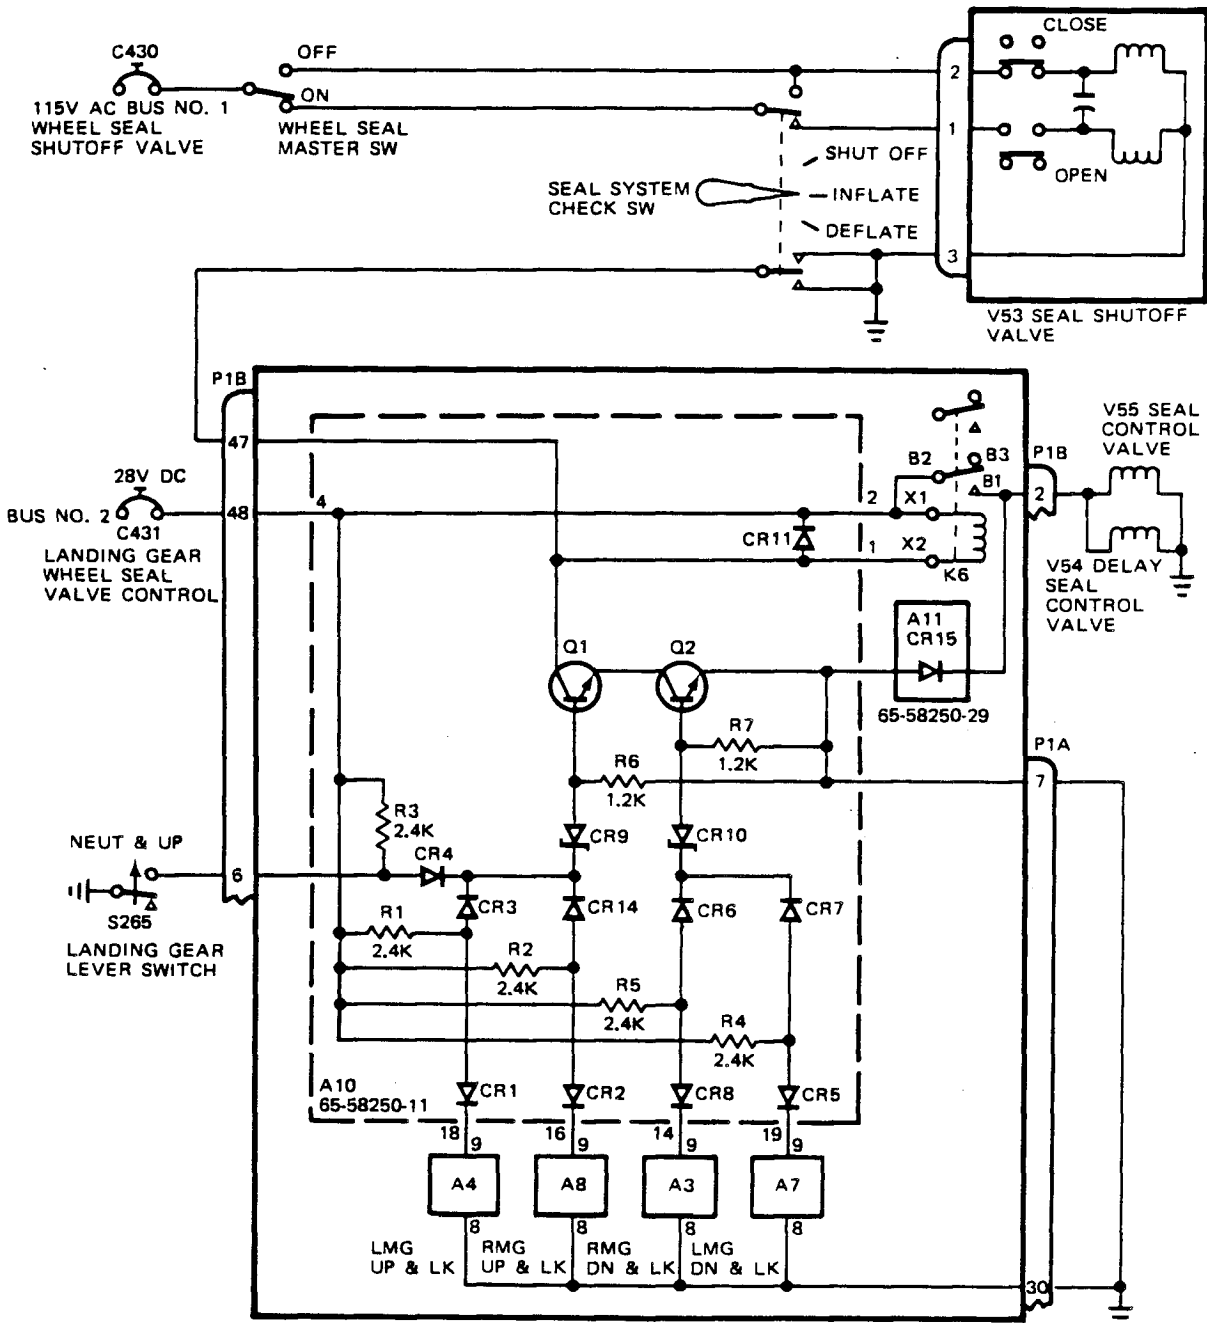 C430
OFF
ON
115V AC BUS NO. 1
WHEEL SEAL
SHUTOFF VALVE
WHEEL SEAL
MASTER SW
SEAL SYSTEM
CHECK SW
SHUT OFF
INFLATE
DEFLATE
CLOSE
2
1
OPEN
3
V53 SEAL SHUTOFF
VALVE
P1B
47
28V DC
BUS NO. 2
C431
48
LANDING GEAR
WHEEL SEAL
VALVE CONTROL
4
2
X1
1
X2
CR11
B2
B3
B1
K6
P1B
2
V55 SEAL
CONTROL
VALVE
V54 DELAY
SEAL
CONTROL
VALVE
A11
CR15
65-58250-29
Q1
Q2
R7
1.2K
R6
1.2K
P1A
7
R3
2.4K
CR9
CR10
NEUT & UP
6
CR4
S265
LANDING GEAR
LEVER SWITCH
CR3
CR14
CR6
CR7
R1
2.4K
R2
2.4K
R5
2.4K
R4
2.4K
A10
65-58250-11
CR1
CR2
CR8
CR5
18
9
16
9
14
9
19
9
A4
A8
A3
A7
8
8
8
8
LMG
UP & LK
RMG
UP & LK
RMG
DN & LK
LMG
DN & LK
30